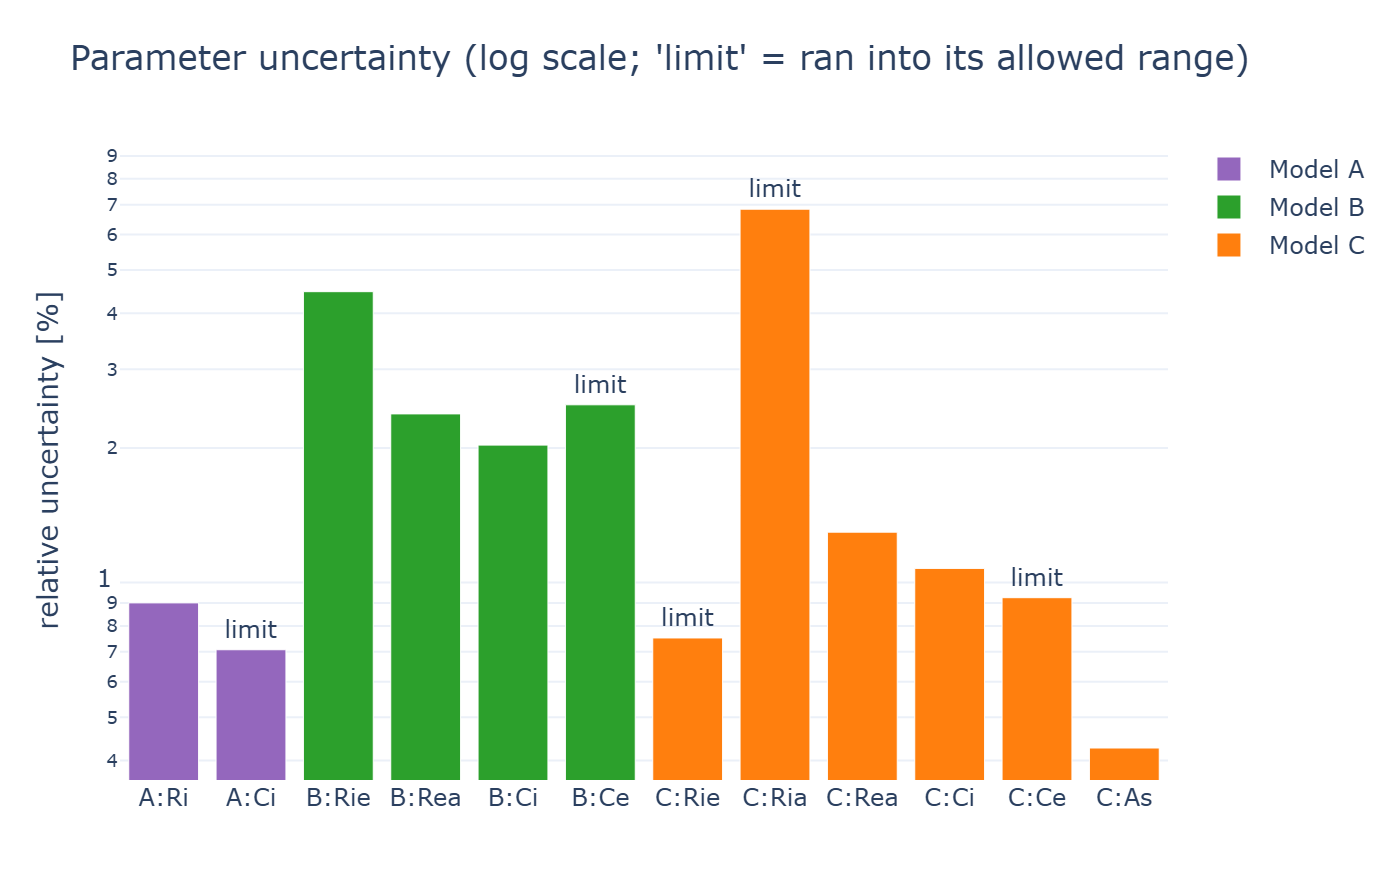 Parameter uncertainty (log scale; 'limit' = ran into its allowed range)
9
8
7
6
5
4
3
2
1
9
8
7
6
5
4
relative uncertainty [%]
limit
limit
limit
limit
limit
A:Ri
A:Ci
B:Rie
B:Rea
B:Ci
B:Ce
C:Rie
C:Ria
C:Rea
C:Ci
C:Ce
C:As
Model A
Model B
Model C